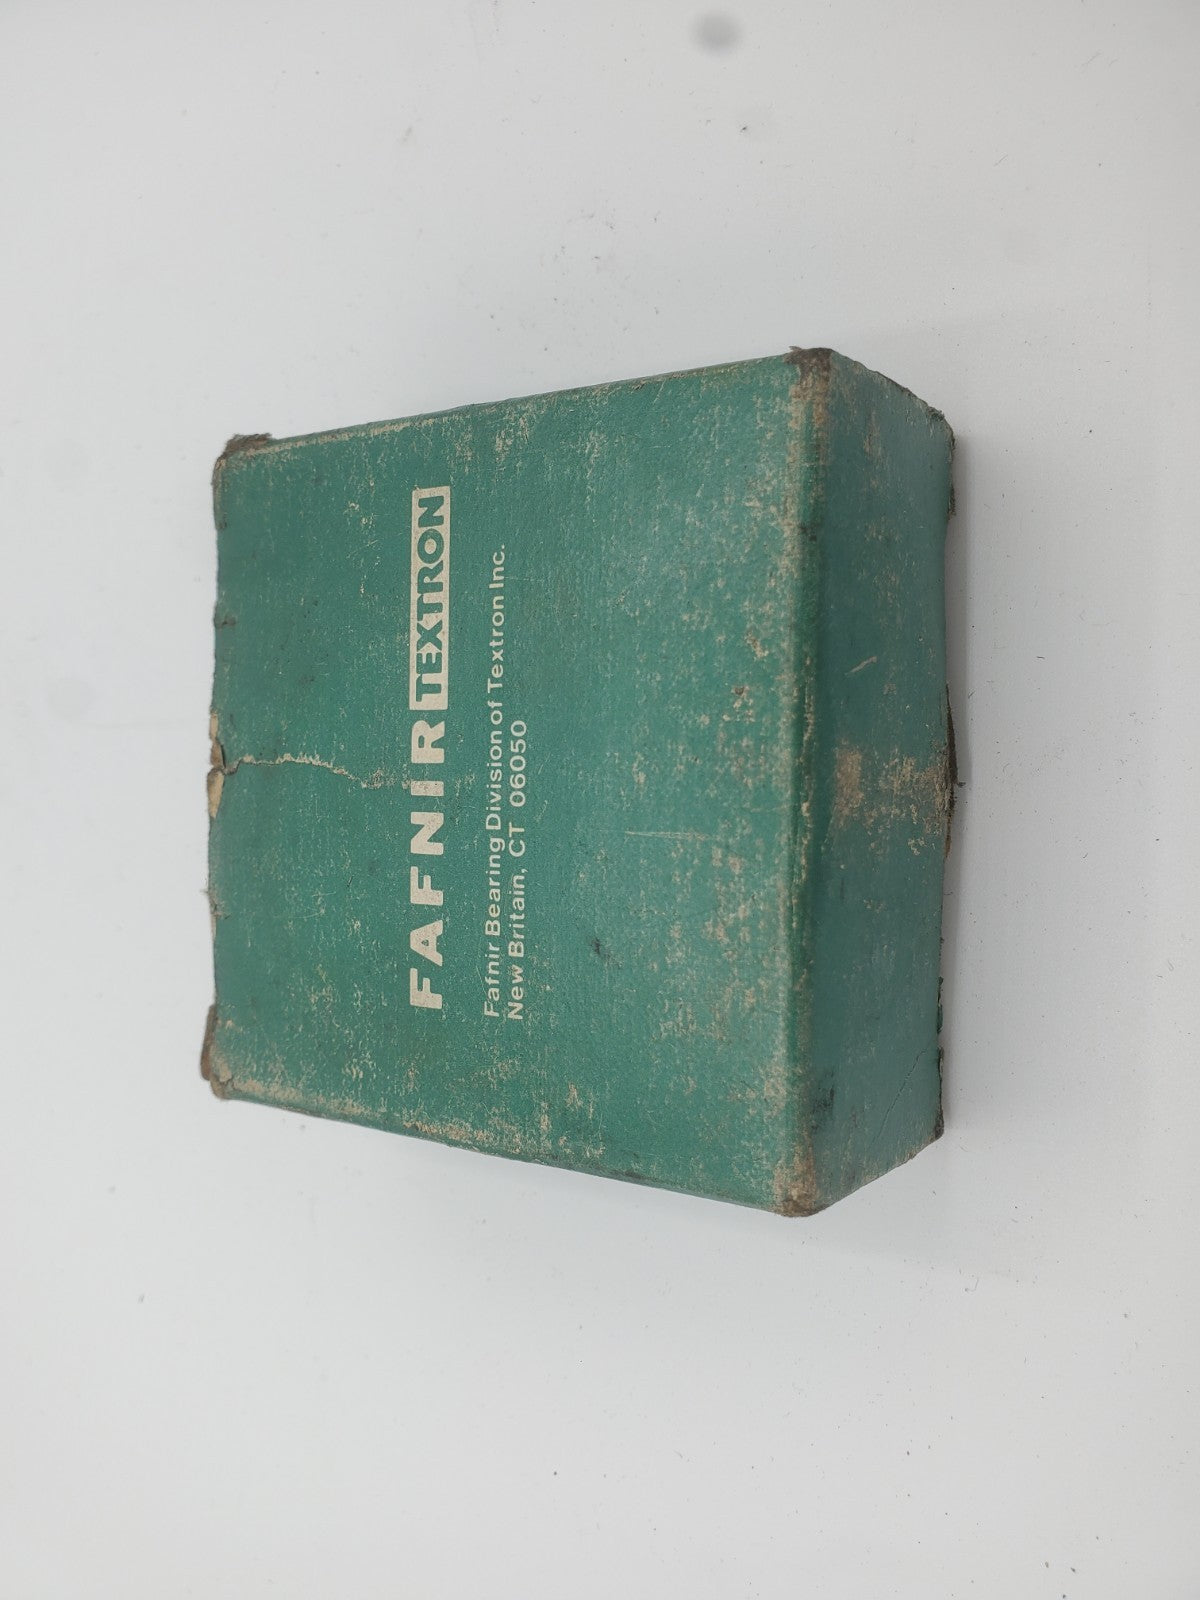 FAFNIR TEXTRON
Fafnir Bearing Division of Textron Inc.
New Britain, CT 06050